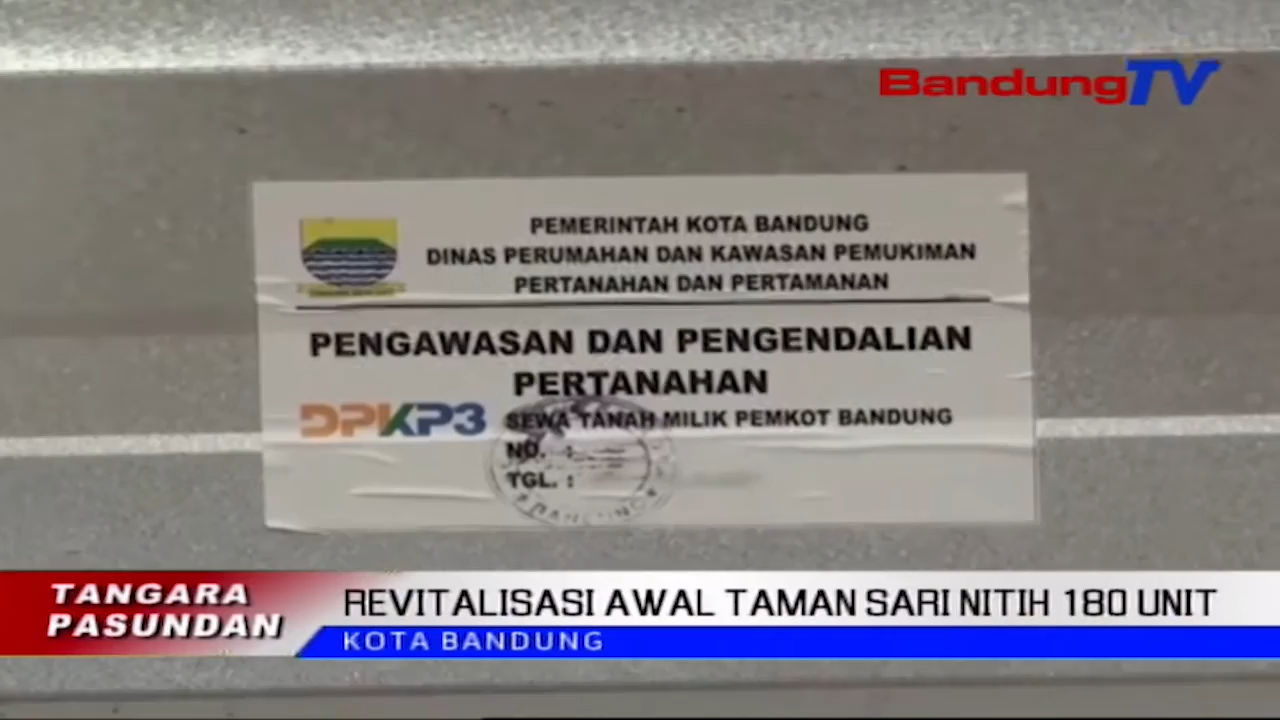 BandungTV
PEMERINTAH KOTA BANDUNG
DINAS PERUMAHAN DAN KAWASAN PEMUKIMAN
PERTANAHAN DAN PERTAMANAN
PENGAWASAN DAN PENGENDALIAN
PERTANAHAN
DPKP3
SEWA TANAH MILIK PEMKOT BANDUNG
NO. :
TGL. :
BANDUNG
TANGARA
PASUNDAN
REVITALISASI AWAL TAMAN SARI NITIH 180 UNIT
KOTA BANDUNG